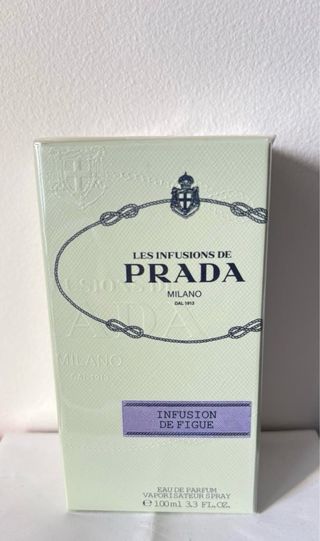 LES INFUSIONS DE
PRADA
MILANO
DAL 1913
INFUSION
DE FIGUE
EAU DE PARFUM
VAPORISATEUR SPRAY
℮ 100ml 3.3 FL.OZ.
MILANO